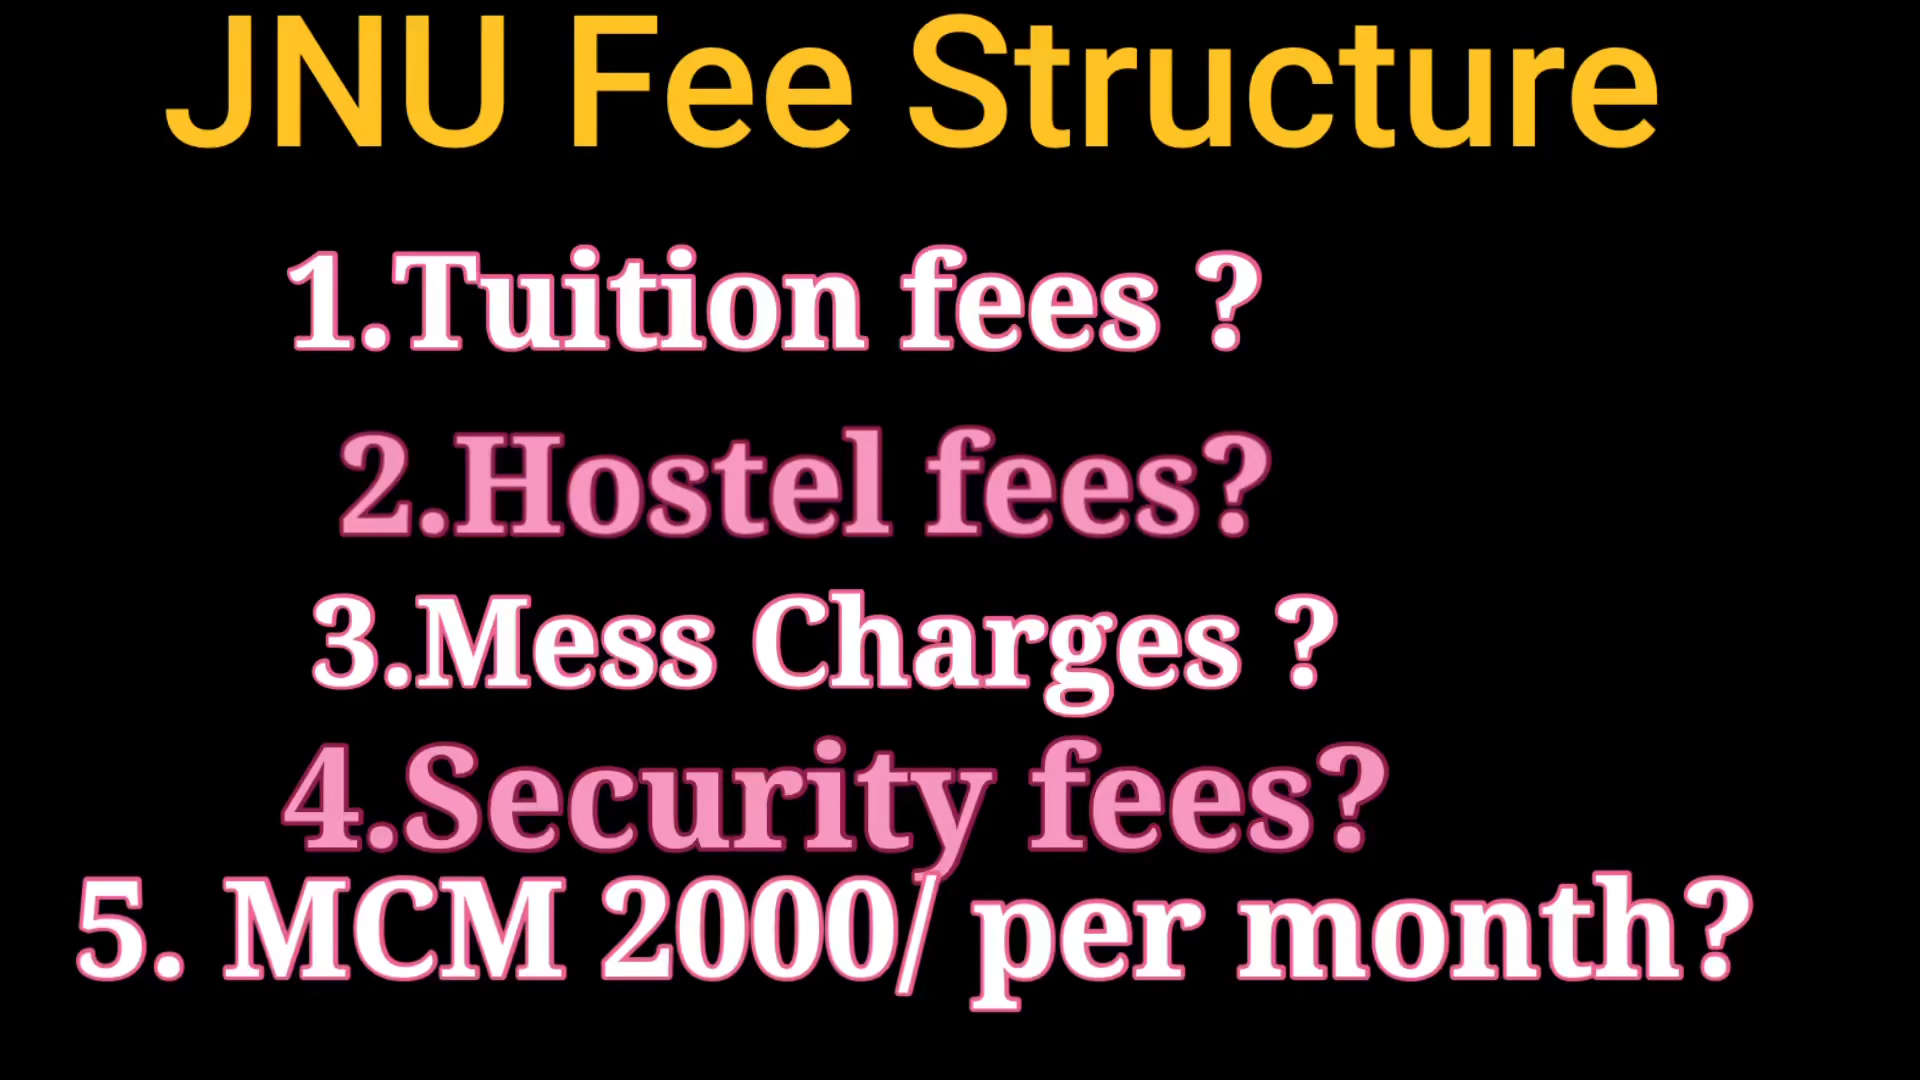 JNU Fee Structure
1.Tuition fees ?
2.Hostel fees?
3.Mess Charges ?
4.Security fees?
5. MCM 2000/ per month?